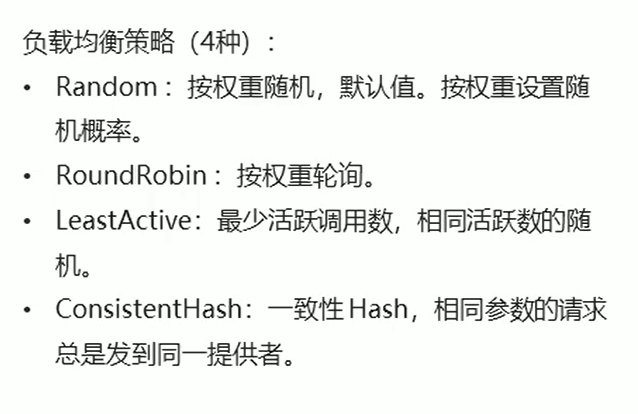 负载均衡策略（4种）：
• Random ：按权重随机，默认值。按权重设置随
机概率。
• RoundRobin ：按权重轮询。
• LeastActive：最少活跃调用数，相同活跃数的随
机。
• ConsistentHash：一致性 Hash，相同参数的请求
总是发到同一提供者。